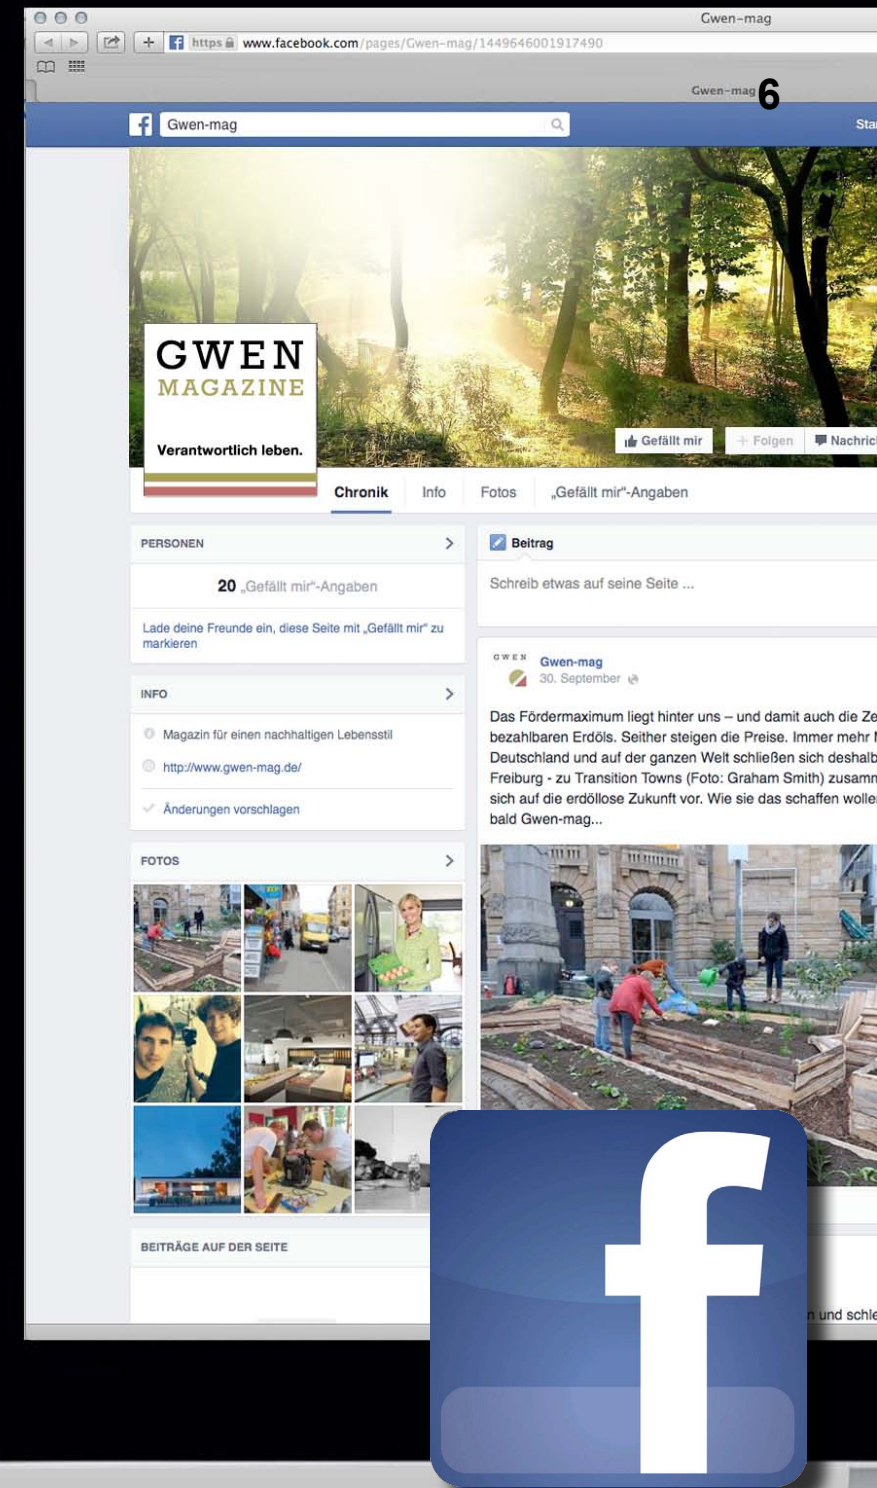 Gwen-mag
https www.facebook.com/pages/Gwen-mag/1449646001917490
Gwen-mag
6
f Gwen-mag
GWEN
MAGAZINE
Verantwortlich leben.
Gefällt mir
+ Folgen
Chronik
Info
Fotos
„Gefällt mir“-Angaben
PERSONEN
20 „Gefällt mir“-Angaben
Lade deine Freunde ein, diese Seite mit „Gefällt mir“ zu
markieren
INFO
Magazin für einen nachhaltigen Lebensstil
http://www.gwen-mag.de/
Änderungen vorschlagen
FOTOS
BEITRÄGE AUF DER SEITE
Beitrag
Schreib etwas auf seine Seite ...
GWEN
Gwen-mag
30. September
Das Fördermaximum liegt hinter uns – und damit auch die Ze
bezahlbaren Erdöls. Seither steigen die Preise. Immer mehr
Deutschland und auf der ganzen Welt schließen sich deshalb
Freiburg - zu Transition Towns (Foto: Graham Smith) zusamm
sich auf die erdöllose Zukunft vor. Wie sie das schaffen wolle
bald Gwen-mag...
und schle
f